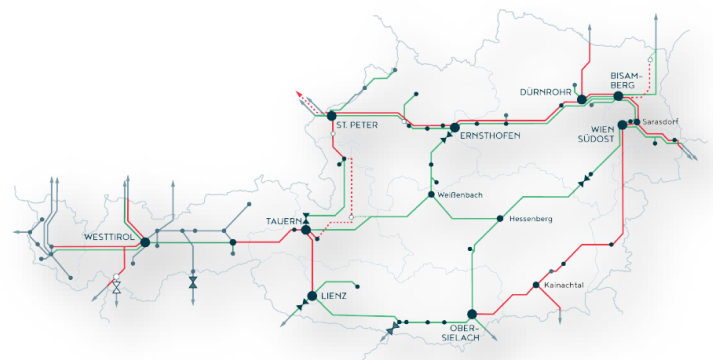 DÜRNROHR
BISAM-
BERG
ST. PETER
ERNSTHOFEN
WIEN
SÜDOST
Sarasdorf
Weißenbach
TAUERN
Hessenberg
WESTTIROL
LIENZ
Kainachtal
OBER-
SIELACH